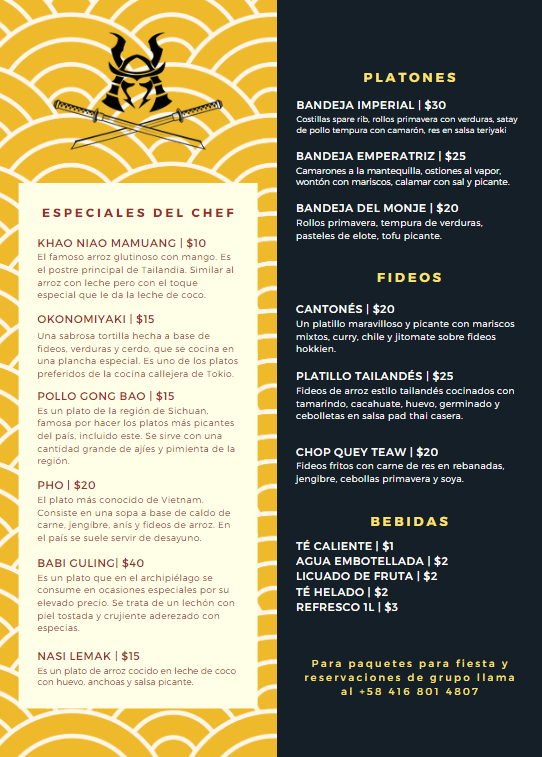 ESPECIALES DEL CHEF
KHAO NIAO MAMUANG | $10
El famoso arroz glutinoso con mango. Es
el postre principal de Tailandia. Similar al
arroz con leche pero con el toque
especial que le da la leche de coco.
OKONOMIYAKI | $15
Una sabrosa tortilla hecha a base de
fideos, verduras y cerdo, que se cocina en
una plancha especial. Es uno de los platos
preferidos de la cocina callejera de Tokio.
POLLO GONG BAO | $15
Es un plato de la región de Sichuan,
famosa por hacer los platos más picantes
del país, incluido este. Se sirve con una
cantidad grande de ajíes y pimienta de la
región.
PHO | $20
El plato más conocido de Vietnam.
Consiste en una sopa a base de caldo de
carne, jengibre, anís y fideos de arroz. En
el país se suele servir de desayuno.
BABI GULING| $40
Es un plato que en el archipiélago se
consume en ocasiones especiales por su
elevado precio. Se trata de un lechón con
piel tostada y crujiente aderezado con
especias.
NASI LEMAK | $15
Es un plato de arroz cocido en leche de coco
con huevo, anchoas y salsa picante.
PLATONES
BANDEJA IMPERIAL | $30
Costillas spare rib, rollos primavera con verduras, satay
de pollo tempura con camarón, res en salsa teriyaki
BANDEJA EMPERATRIZ | $25
Camarones a la mantequilla, ostiones al vapor,
wontón con mariscos, calamar con sal y picante.
BANDEJA DEL MONJE | $20
Rollos primavera, tempura de verduras,
pasteles de elote, tofu picante.
FIDEOS
CANTONÉS | $20
Un platillo maravilloso y picante con mariscos
mixtos, curry, chile y jitomate sobre fideos
hokkien.
PLATILLO TAILANDÉS | $25
Fideos de arroz estilo tailandés cocinados con
tamarindo, cacahuate, huevo, germinado y
cebolletas en salsa pad thai casera.
CHOP QUEY TEAW | $20
Fideos fritos con carne de res en rebanadas,
jengibre, cebollas primavera y soya.
BEBIDAS
TÉ CALIENTE | $1
AGUA EMBOTELLADA | $2
LICUADO DE FRUTA | $2
TÉ HELADO | $2
REFRESCO 1L | $3
Para paquetes para fiesta y
reservaciones de grupo llama
al +58 416 801 4807